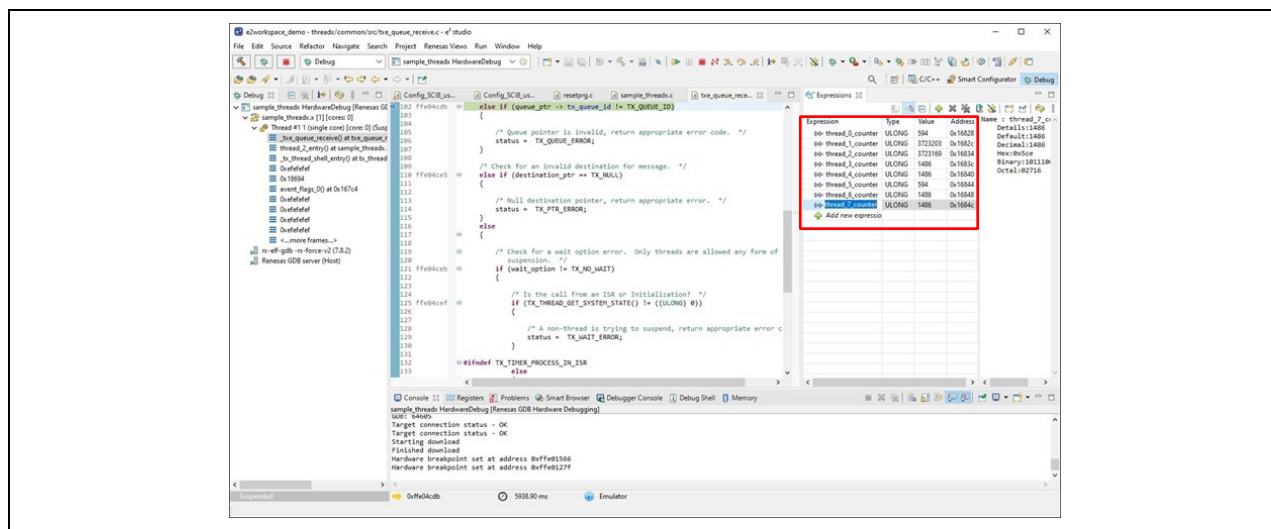 e2workspace_demo - threadx/common/src/txe_queue_receive.c - e² studio
File Edit Source Refactor Navigate Search Project Renesas Views Run Window Help
Debug sample_threadx HardwareDebug
C/C++ Smart Configurator Debug
Debug
sample_threadx HardwareDebug [Renesas G
sample_threadx.x [1] [cores: 0]
Thread #1 1 (single core) [core: 0] (Susp
_txe_queue_receive() at txe_queue_r
thread_2_entry() at sample_threadx.
_tx_thread_shell_entry() at tx_thread
0xefefefef
0x18694
event_flags_0() at 0x167c4
0xefefefef
0xefefefef
0xefefefef
0xefefefef
<...more frames...>
rx-elf-gdb -rx-force-v2 (7.8.2)
Renesas GDB server (Host)
Config_SCI8_us... Config_SCI8_us... resetprg.c sample_threadx.c txe_queue_rece...
102 ffe04cdb else if (queue_ptr -> tx_queue_id != TX_QUEUE_ID)
103 {
104
105 /* Queue pointer is invalid, return appropriate error code. */
106 status = TX_QUEUE_ERROR;
107 }
108
109 /* Check for an invalid destination for message. */
110 ffe04ce5 else if (destination_ptr == TX_NULL)
111 {
112
113 /* Null destination pointer, return appropriate error. */
114 status = TX_PTR_ERROR;
115 }
116 else
117 {
118
119 /* Check for a wait option error. Only threads are allowed any form of
120 suspension. */
121 ffe04ceb if (wait_option != TX_NO_WAIT)
122 {
123
124 /* Is the call from an ISR or Initialization? */
125 ffe04cef if (TX_THREAD_GET_SYSTEM_STATE() != ((ULONG) 0))
126 {
127
128 /* A non-thread is trying to suspend, return appropriate error c
129 status = TX_WAIT_ERROR;
130 }
131
132 #ifndef TX_TIMER_PROCESS_IN_ISR
133 else
Expressions
Expression Type Value Address
thread_0_counter ULONG 594 0x16828
thread_1_counter ULONG 3723203 0x1682c
thread_2_counter ULONG 3723169 0x16834
thread_3_counter ULONG 1486 0x1683c
thread_4_counter ULONG 1486 0x16840
thread_5_counter ULONG 594 0x16844
thread_6_counter ULONG 1486 0x16848
thread_7_counter ULONG 1486 0x1684c
Add new expressio
Name : thread_7_c
Details:1486
Default:1486
Decimal:1486
Hex:0x5ce
Binary:101110
Octal:02716
Console Registers Problems Smart Browser Debugger Console Debug Shell Memory
sample_threadx HardwareDebug [Renesas GDB Hardware Debugging]
GDB: 64605
Target connection status - OK
Target connection status - OK
Starting download
Finished download
Hardware breakpoint set at address 0xffe01566
Hardware breakpoint set at address 0xffe0127f
Suspended 0xffe04cdb 5938.90 ms Emulator